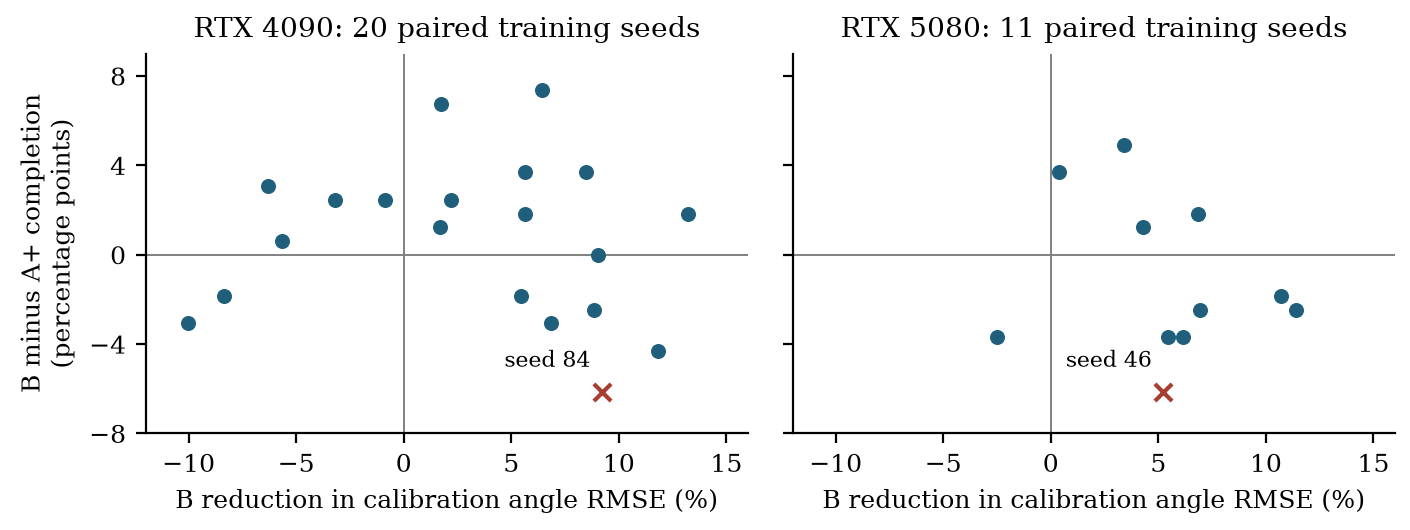 RTX 4090: 20 paired training seeds
RTX 5080: 11 paired training seeds
B minus A+ completion
(percentage points)
8
4
0
−4
−8
seed 84
seed 46
−10 −5 0 5 10 15
−10 −5 0 5 10 15
B reduction in calibration angle RMSE (%)
B reduction in calibration angle RMSE (%)